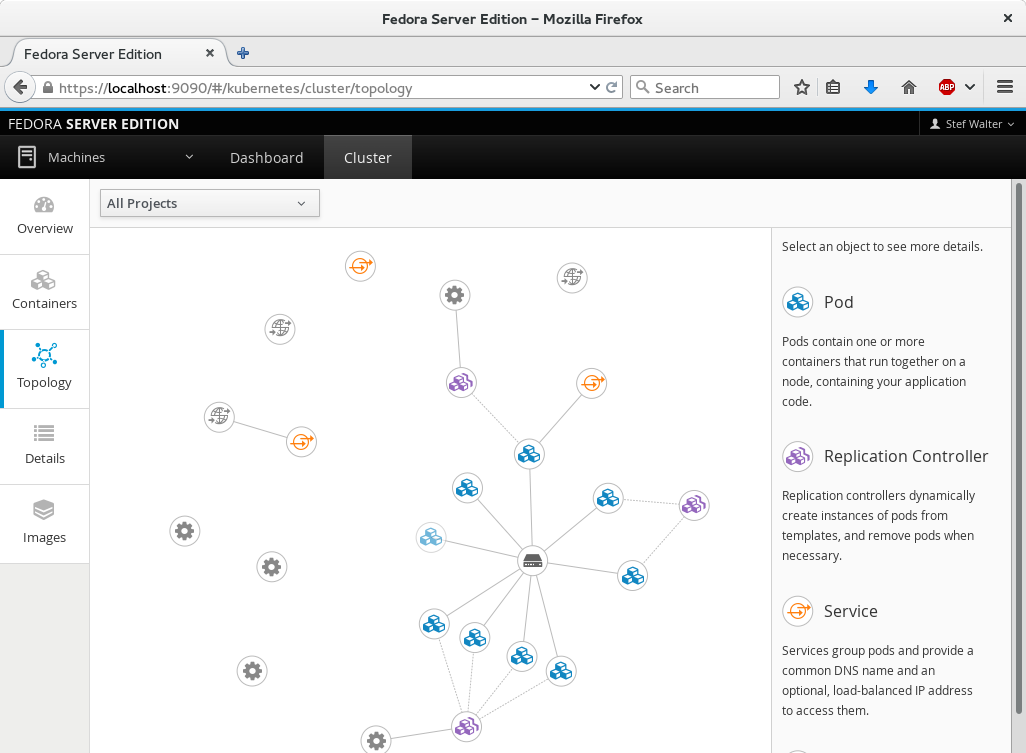 Fedora Server Edition – Mozilla Firefox
Fedora Server Edition
https://localhost:9090/#/kubernetes/cluster/topology
Search
ABP
FEDORA SERVER EDITION
Stef Walter
Machines
Dashboard
Cluster
Overview
Containers
Topology
Details
Images
All Projects
Select an object to see more details.
Pod
Pods contain one or more
containers that run together on a
node, containing your application
code.
Replication Controller
Replication controllers dynamically
create instances of pods from
templates, and remove pods when
necessary.
Service
Services group pods and provide a
common DNS name and an
optional, load-balanced IP address
to access them.